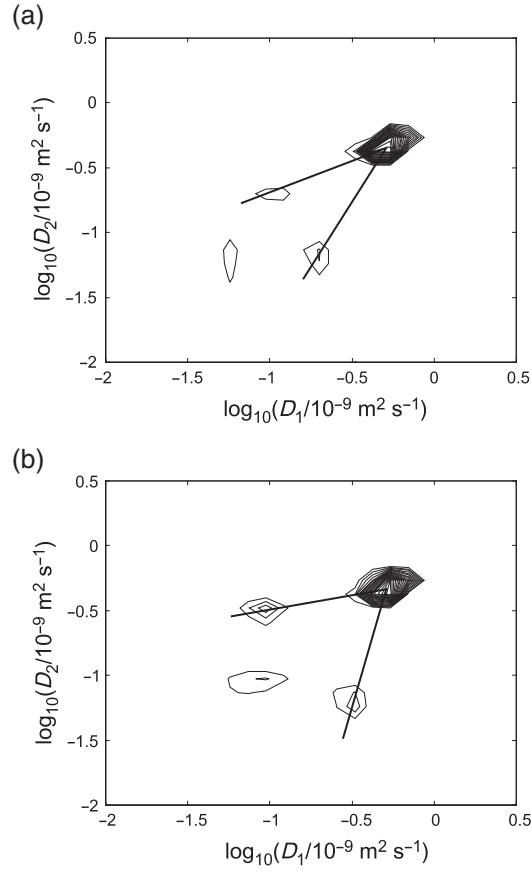 (a)
0.5
0
−0.5
−1
−1.5
−2
log₁₀(D₂/10⁻⁹ m² s⁻¹)
−2 −1.5 −1 −0.5 0 0.5
log₁₀(D₁/10⁻⁹ m² s⁻¹)
(b)
0.5
0
−0.5
−1
−1.5
−2
log₁₀(D₂/10⁻⁹ m² s⁻¹)
−2 −1.5 −1 −0.5 0 0.5
log₁₀(D₁/10⁻⁹ m² s⁻¹)